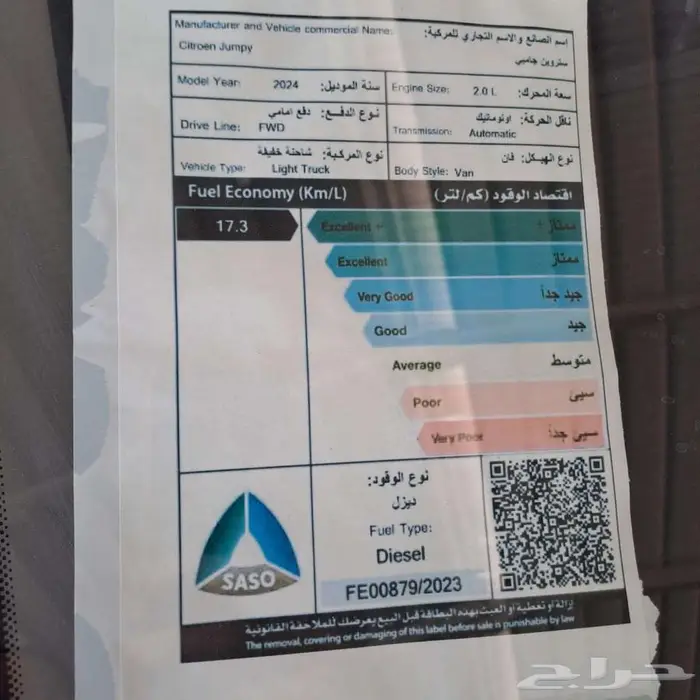 Manufacturer and Vehicle commercial Name: اسم الصانع والاسم التجاري للمركبة:
Citroen Jumpy ستروين جامبي
Model Year: 2024 سنة الموديل: Engine Size: 2.0 L سعة المحرك:
Drive Line: FWD نوع الدفع: دفع امامي Transmission: Automatic ناقل الحركة: اوتوماتيك
Vehicle Type: Light Truck نوع المركبة: شاحنة خفيفة Body Style: Van نوع الهيكل: فان
Fuel Economy (Km/L) اقتصاد الوقود (كم/لتر)
17.3 Excellent + ممتاز +
Excellent ممتاز
Very Good جيد جداً
Good جيد
Average متوسط
Poor سيئ
Very Poor سيئ جداً
نوع الوقود:
ديزل
Fuel Type:
Diesel
SASO
FE00879/2023
إزالة أو تغطية أو العبث بهذه البطاقة قبل البيع يعرضك للملاحقة القانونية
The removal, covering or damaging of this label before sale is punishable by law
حراج